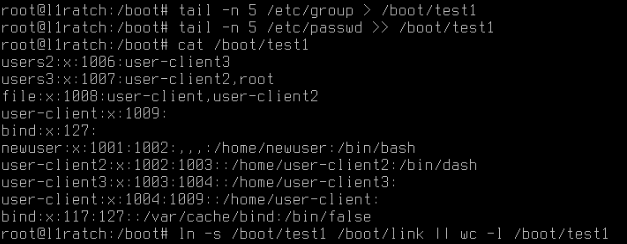 root@l1ratch:/boot# tail -n 5 /etc/group > /boot/test1
root@l1ratch:/boot# tail -n 5 /etc/passwd >> /boot/test1
root@l1ratch:/boot# cat /boot/test1
users2:x:1006:user-client3
users3:x:1007:user-client2,root
file:x:1008:user-client,user-client2
user-client:x:1009:
bind:x:127:
newuser:x:1001:1002:,,,:/home/newuser:/bin/bash
user-client2:x:1002:1003::/home/user-client2:/bin/dash
user-client3:x:1003:1004::/home/user-client3:
user-client:x:1004:1009::/home/user-client:
bind:x:117:127::/var/cache/bind:/bin/false
root@l1ratch:/boot# ln -s /boot/test1 /boot/link || wc -l /boot/test1